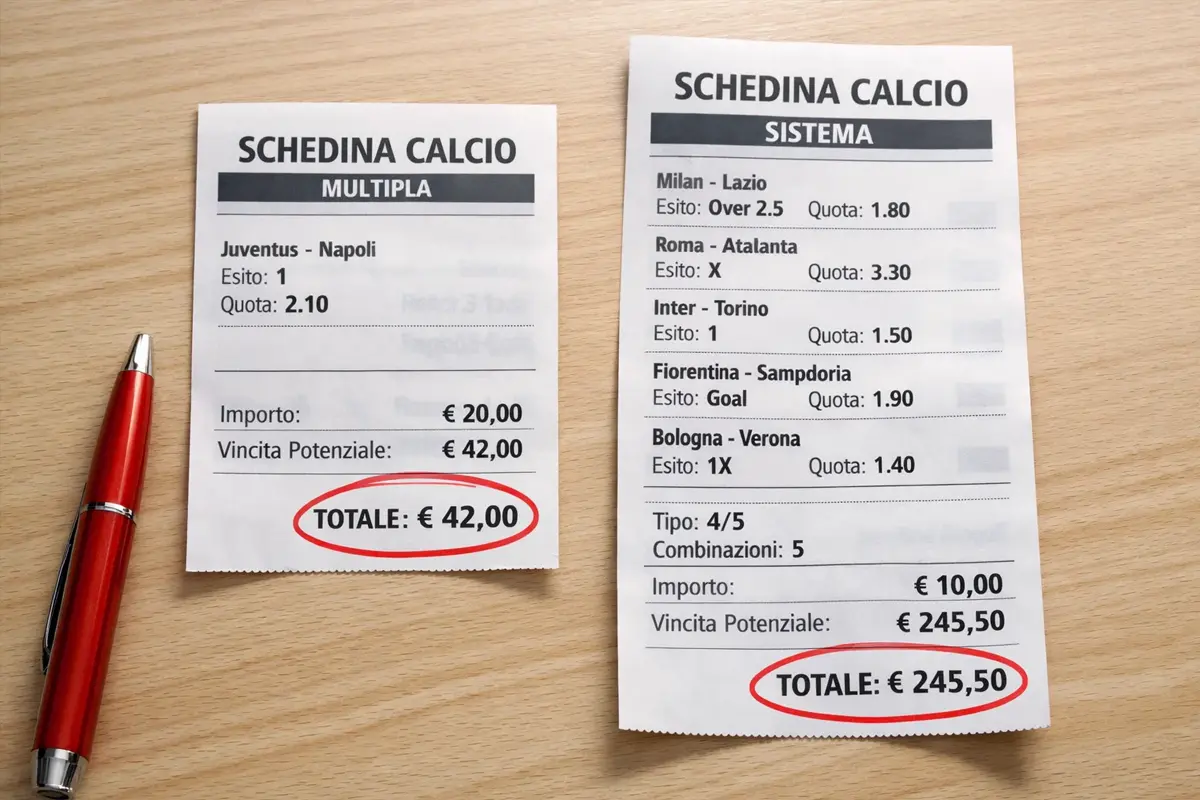 SCHEDINA CALCIO
MULTIPLA
Juventus - Napoli
Esito: 1
Quota: 2.10
Importo: € 20,00
Vincita Potenziale: € 42,00
TOTALE: € 42,00
SCHEDINA CALCIO
SISTEMA
Milan - Lazio
Esito: Over 2.5 Quota: 1.80
Roma - Atalanta
Esito: X Quota: 3.30
Inter - Torino
Esito: 1 Quota: 1.50
Fiorentina - Sampdoria
Esito: Goal Quota: 1.90
Bologna - Verona
Esito: 1X Quota: 1.40
Tipo: 4/5
Combinazioni: 5
Importo: € 10,00
Vincita Potenziale: € 245,50
TOTALE: € 245,50